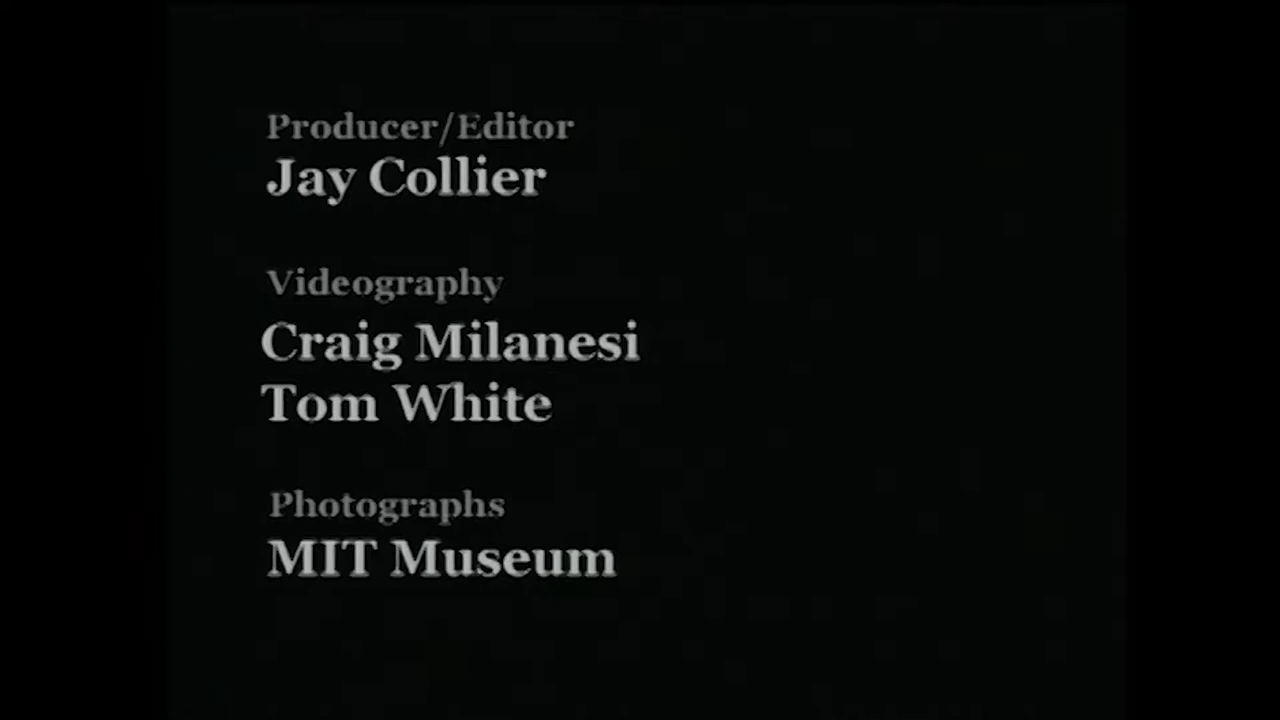 Producer/Editor
Jay Collier
Videography
Craig Milanesi
Tom White
Photographs
MIT Museum